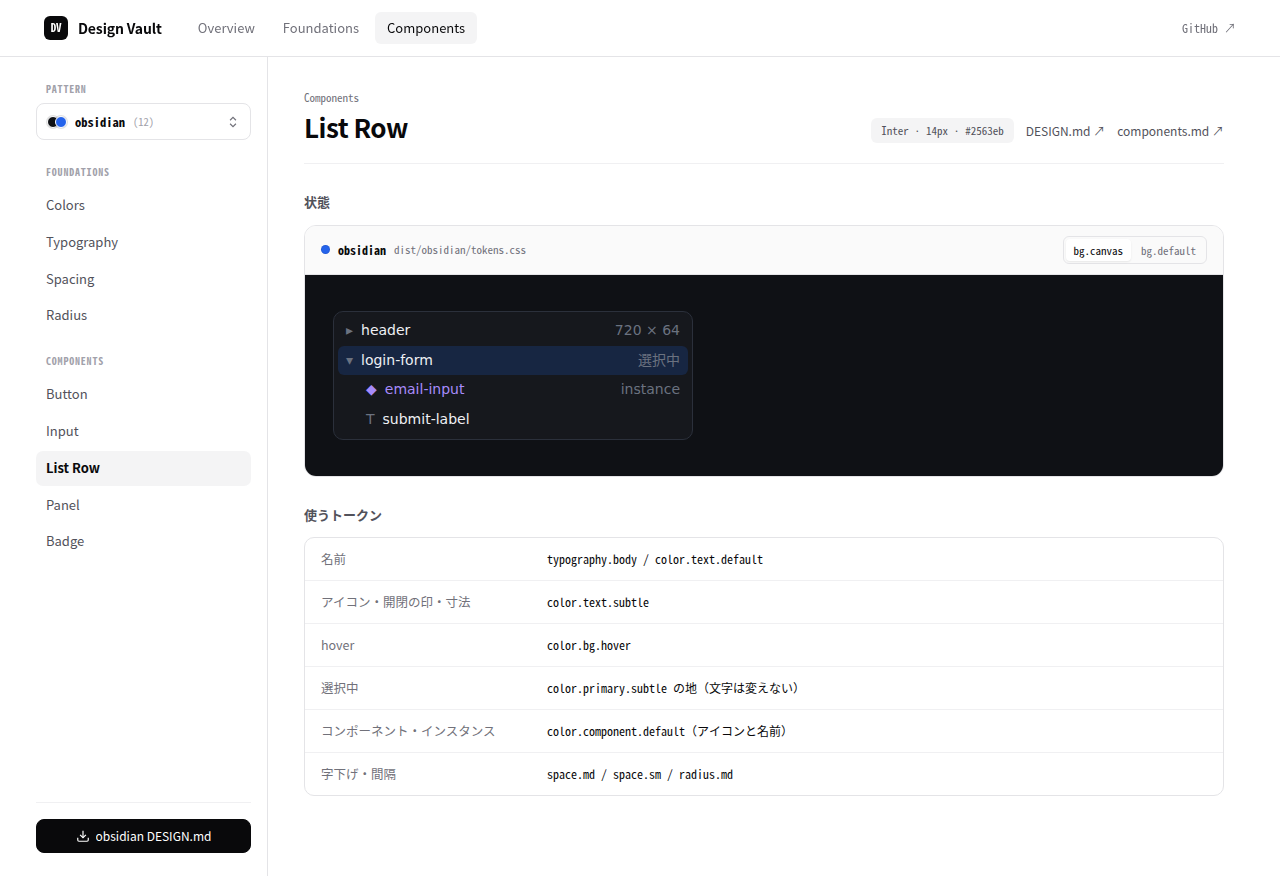 DV Design Vault Overview Foundations Components GitHub ↗
PATTERN
obsidian (12)
FOUNDATIONS
Colors
Typography
Spacing
Radius
COMPONENTS
Button
Input
List Row
Panel
Badge
obsidian DESIGN.md
Components
List Row
Inter · 14px · #2563eb DESIGN.md ↗ components.md ↗
状態
obsidian dist/obsidian/tokens.css bg.canvas bg.default
▸ header 720 × 64
▾ login-form 選択中
◆ email-input instance
T submit-label
使うトークン
名前 typography.body / color.text.default
アイコン・開閉の印・寸法 color.text.subtle
hover color.bg.hover
選択中 color.primary.subtle の地（文字は変えない）
コンポーネント・インスタンス color.component.default（アイコンと名前）
字下げ・間隔 space.md / space.sm / radius.md